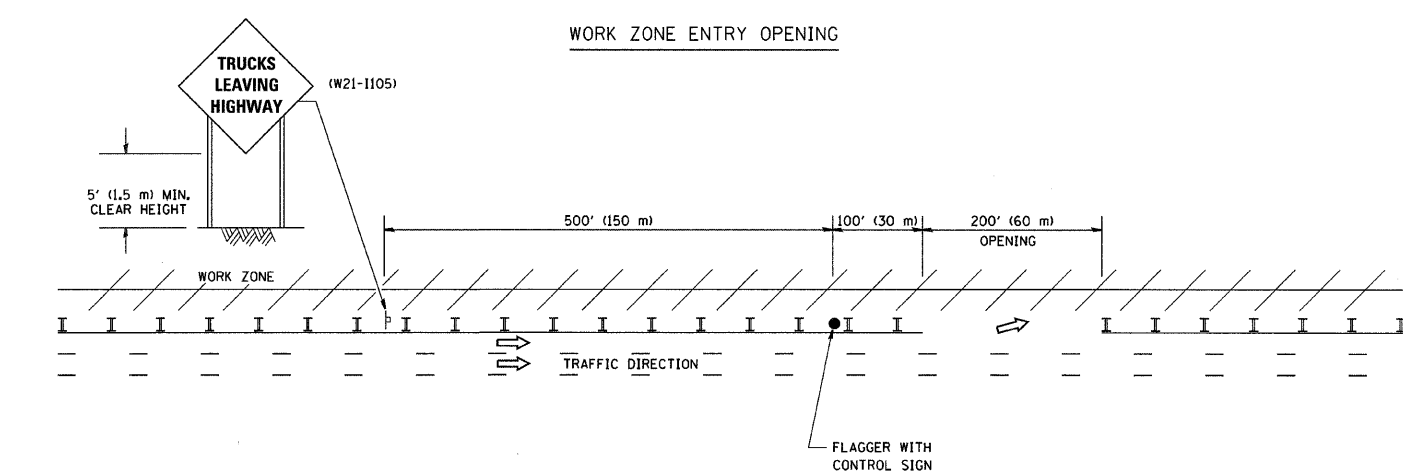 WORK ZONE ENTRY OPENING
TRUCKS
LEAVING
HIGHWAY
(W21-I105)
5' (1.5 m) MIN.
CLEAR HEIGHT
500' (150 m)
100' (30 m)
200' (60 m)
OPENING
WORK ZONE
TRAFFIC DIRECTION
FLAGGER WITH
CONTROL SIGN